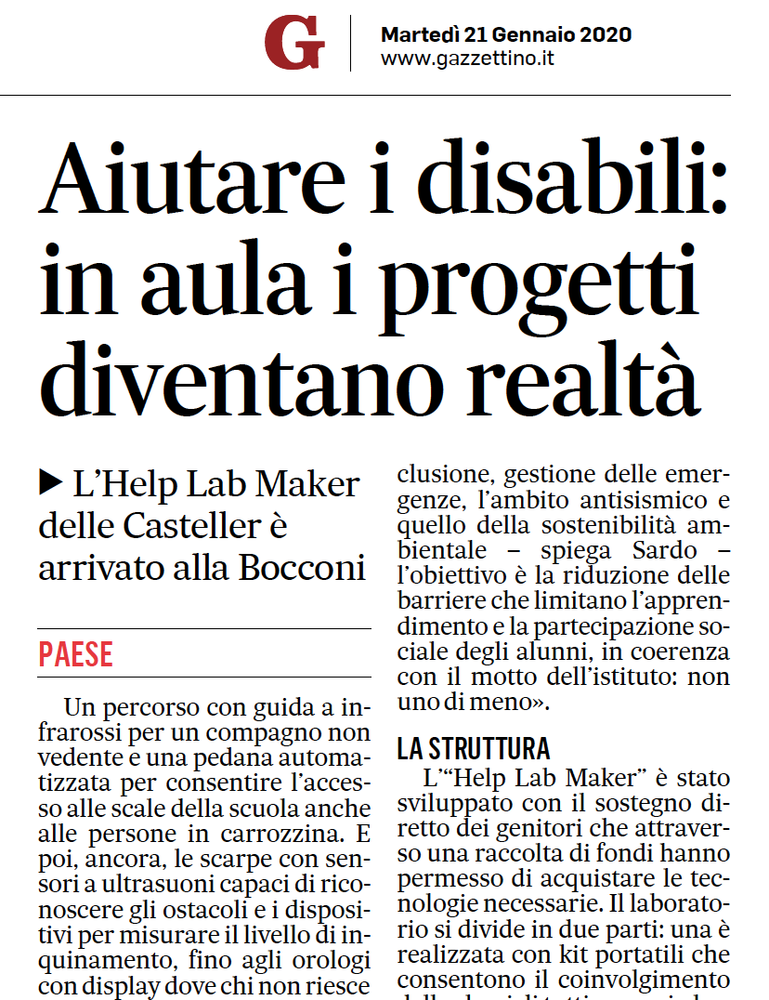 G
Martedì 21 Gennaio 2020
www.gazzettino.it
Aiutare i disabili:
in aula i progetti
diventano realtà
▶ L’Help Lab Maker
delle Casteller è
arrivato alla Bocconi
PAESE
Un percorso con guida a in-
frarossi per un compagno non
vedente e una pedana automa-
tizzata per consentire l’acces-
so alle scale della scuola anche
alle persone in carrozzina. E
poi, ancora, le scarpe con sen-
sori a ultrasuoni capaci di rico-
noscere gli ostacoli e i disposi-
tivi per misurare il livello di in-
quinamento, fino agli orologi
con display dove chi non riesce
clusione, gestione delle emer-
genze, l’ambito antisismico e
quello della sostenibilità am-
bientale – spiega Sardo –
l’obiettivo è la riduzione delle
barriere che limitano l’appren-
dimento e la partecipazione so-
ciale degli alunni, in coerenza
con il motto dell’istituto: non
uno di meno».
LA STRUTTURA
L’“Help Lab Maker” è stato
sviluppato con il sostegno di-
retto dei genitori che attraver-
so una raccolta di fondi hanno
permesso di acquistare le tec-
nologie necessarie. Il laborato-
rio si divide in due parti: una è
realizzata con kit portatili che
consentono il coinvolgimento